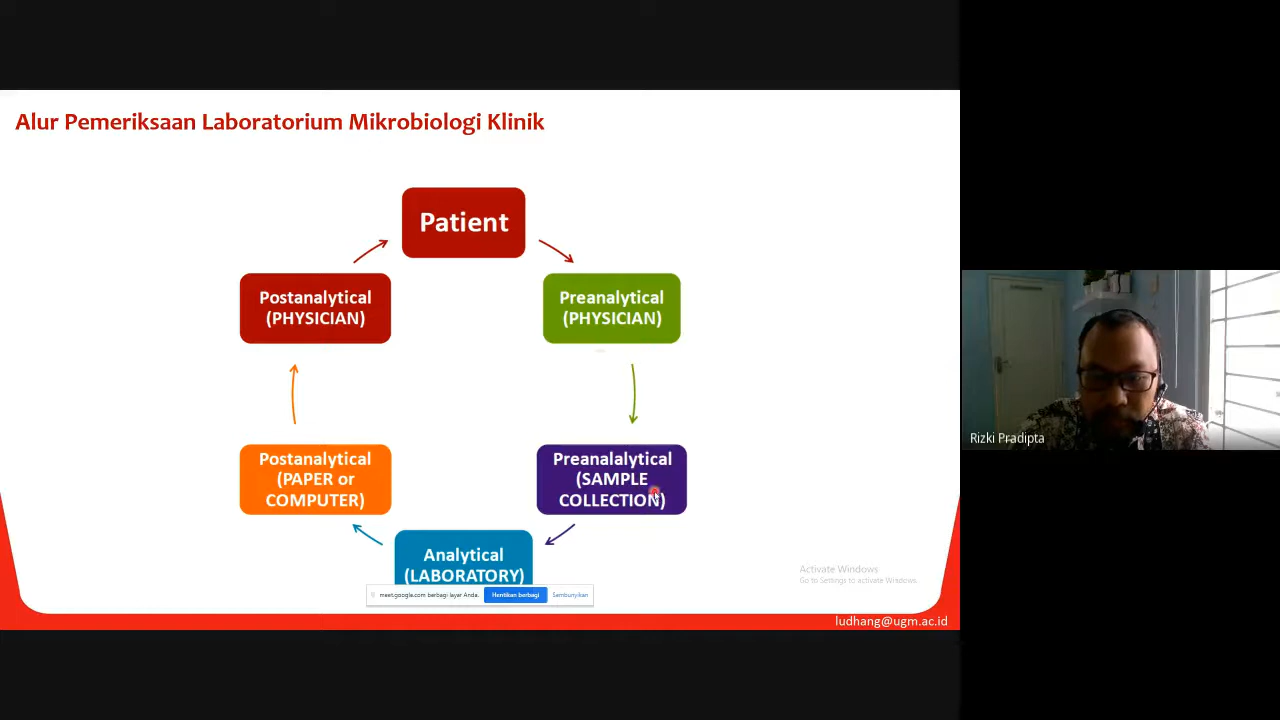 Alur Pemeriksaan Laboratorium Mikrobiologi Klinik
Patient
Postanalytical
(PHYSICIAN)
Preanalytical
(PHYSICIAN)
Postanalytical
(PAPER or
COMPUTER)
Preanalalytical
(SAMPLE
COLLECTION)
Analytical
(LABORATORY)
meet.google.com berbagi layar Anda.
Hentikan berbagi
Sembunyikan
Activate Windows
Go to Settings to activate Windows.
ludhang@ugm.ac.id
Rizki Pradipta